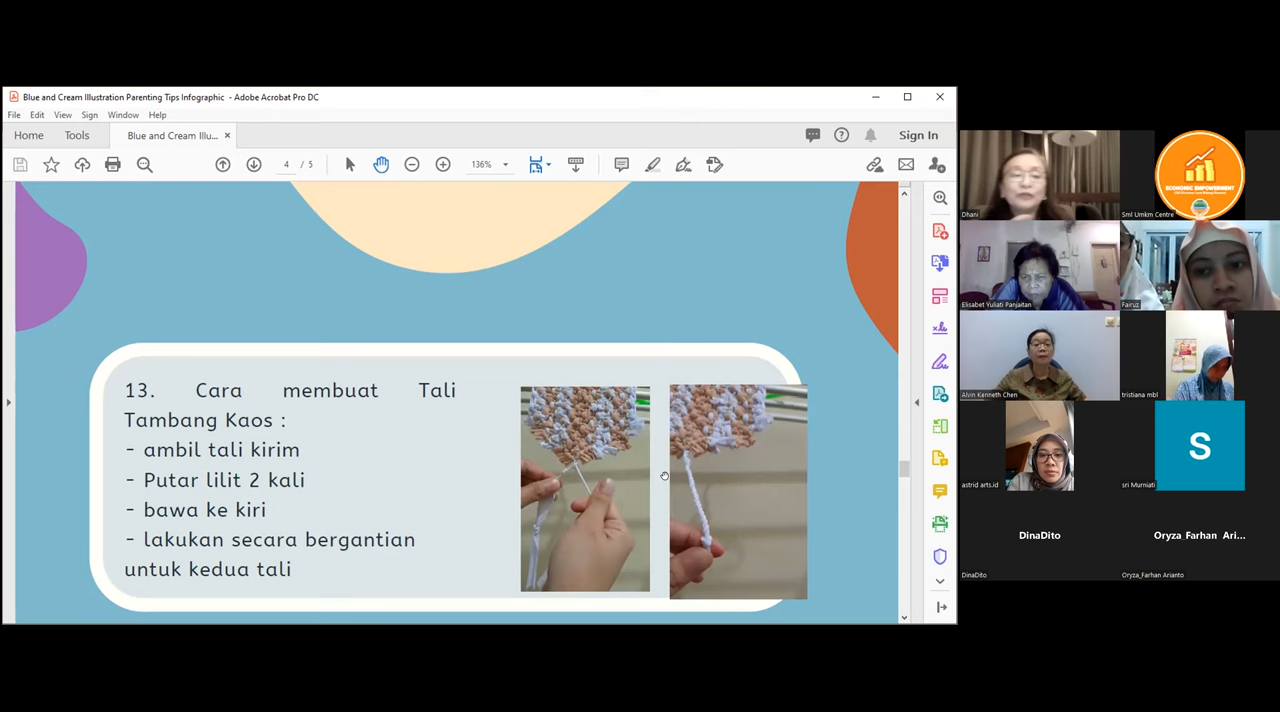 Blue and Cream Illustration Parenting Tips Infographic - Adobe Acrobat Pro DC
File Edit View Sign Window Help
Home Tools Blue and Cream Illu... × Sign In
4 / 5 136%
13. Cara membuat Tali
Tambang Kaos :
- ambil tali kirim
- Putar lilit 2 kali
- bawa ke kiri
- lakukan secara bergantian
untuk kedua tali
Dhani
ECONOMIC EMPOWERMENT
Sml Umkm Centre
Elisabet Yuliati Panjaitan
Fairuz
Alvin Kenneth Chen
tristiana mbl
astrid arts.id
S
sri Murniati
DinaDito
Oryza_Farhan Ari...
DinaDito
Oryza_Farhan Arianto